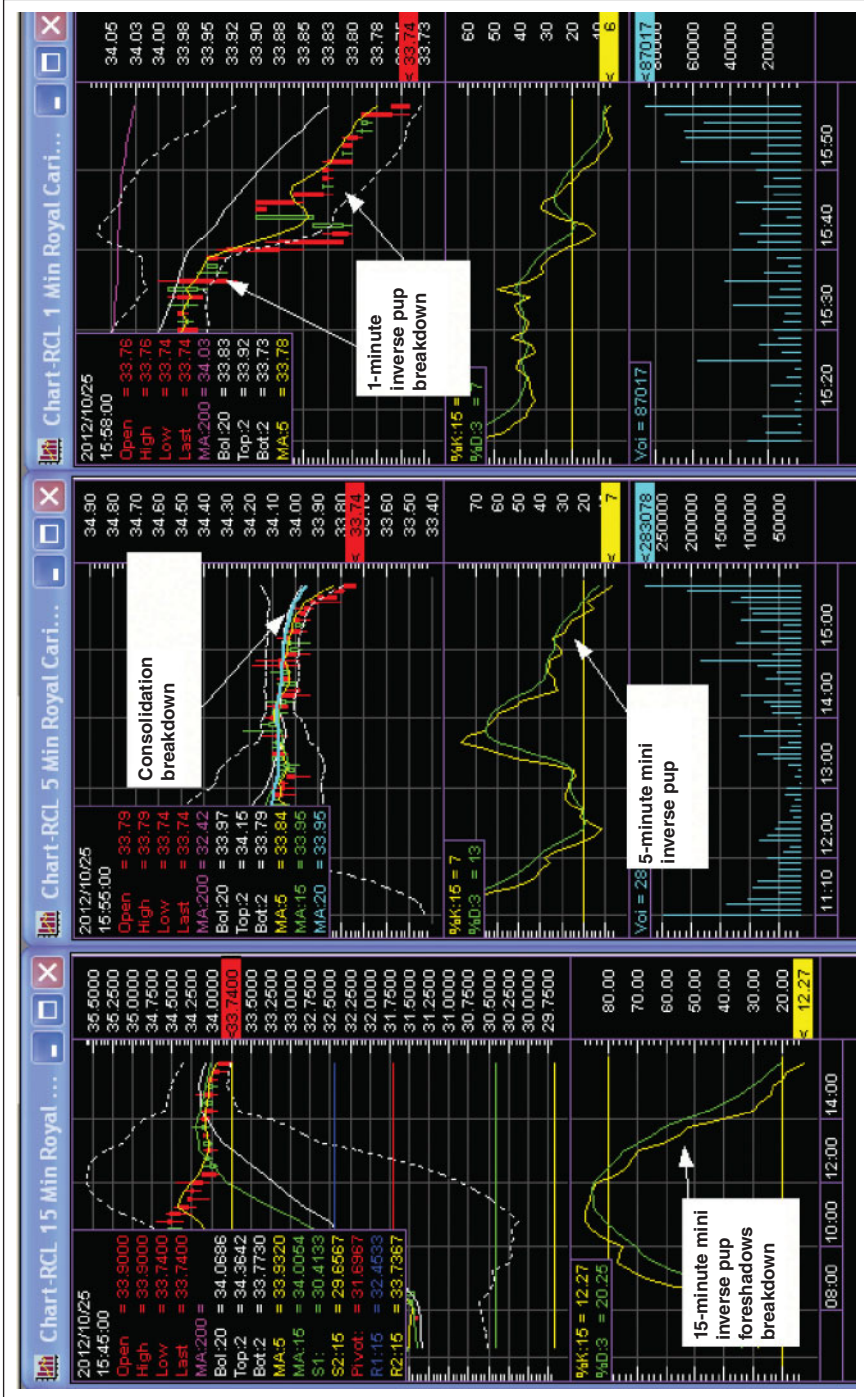 Chart-RCL 15 Min Royal ...
2012/10/25
15:45:00
Open = 33.8000
High = 33.9000
Low = 33.7400
Last = 33.7400
MA:200 =
Bol:20 = 34.0686
Top:2 = 34.3642
Bot:2 = 33.7730
MA:5 = 33.8320
MA:15 = 34.0054
S1: = 30.4133
S2:15 = 29.6567
Pivot: = 31.6967
R1:15 = 32.4533
R2:15 = 33.7367
35.5000
35.2500
35.0000
34.7500
34.5000
34.2500
34.0000
<33.7400
33.5000
33.2500
33.0000
32.7500
32.5000
32.2500
32.0000
31.7500
31.5000
31.2500
31.0000
30.7500
30.5000
30.2500
30.0000
29.7500
%K:15 = 12.27
%D:3 = 20.25
80.00
70.00
60.00
50.00
40.00
30.00
20.00
< 12.27
15-minute mini
inverse pup
foreshadows
breakdown
08:00 10:00 12:00 14:00
Chart-RCL 5 Min Royal Cari...
2012/10/25
15:55:00
Open = 33.79
High = 33.79
Low = 33.74
Last = 33.74
MA:200 = 32.42
Bol:20 = 33.97
Top:2 = 34.15
Bot:2 = 33.79
MA:5 = 33.84
MA:15 = 33.95
MA:20 = 33.95
Consolidation
breakdown
34.90
34.80
34.70
34.60
34.50
34.40
34.30
34.20
34.10
34.00
33.90
33.80
< 33.74
33.60
33.50
33.40
%K:15 = 7
%D:3 = 13
70
60
50
40
30
20
< 7
5-minute mini
inverse pup
Vol = 28
<283078
250000
200000
150000
100000
50000
11:10 12:00 13:00 14:00 15:00
Chart-RCL 1 Min Royal Cari...
2012/10/25
15:58:00
Open = 33.76
High = 33.76
Low = 33.74
Last = 33.74
MA:200 = 34.03
Bol:20 = 33.83
Top:2 = 33.92
Bot:2 = 33.73
MA:5 = 33.78
1-minute
inverse pup
breakdown
34.05
34.03
34.00
33.98
33.95
33.92
33.90
33.88
33.85
33.83
33.80
33.78
33.75
< 33.74
33.73
%K:15 =
%D:3 = 7
60
50
40
30
20
< 6
Vol = 87017
<87017
80000
60000
40000
20000
15:20 15:30 15:40 15:50